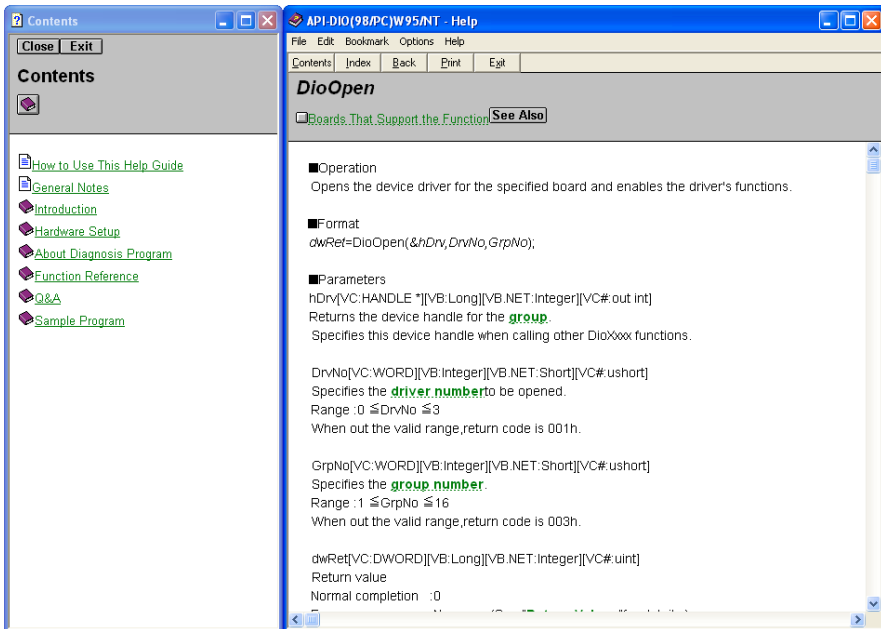 Contents
Close Exit
Contents
How to Use This Help Guide
General Notes
Introduction
Hardware Setup
About Diagnosis Program
Function Reference
Q&A
Sample Program
API-DIO(98/PC)W95/NT - Help
File Edit Bookmark Options Help
Contents Index Back Print Exit
DioOpen
Boards That Support the Function See Also
■Operation
Opens the device driver for the specified board and enables the driver's functions.
■Format
dwRet=DioOpen(&hDrv,DrvNo,GrpNo);
■Parameters
hDrv[VC:HANDLE *][VB:Long][VB.NET:Integer][VC#:out int]
Returns the device handle for the group.
Specifies this device handle when calling other DioXxxx functions.
DrvNo[VC:WORD][VB:Integer][VB.NET:Short][VC#:ushort]
Specifies the driver numberto be opened.
Range :0 ≦DrvNo ≦3
When out the valid range,return code is 001h.
GrpNo[VC:WORD][VB:Integer][VB.NET:Short][VC#:ushort]
Specifies the group number.
Range :1 ≦GrpNo ≦16
When out the valid range,return code is 003h.
dwRet[VC:DWORD][VB:Long][VB.NET:Integer][VC#:uint]
Return value
Normal completion :0